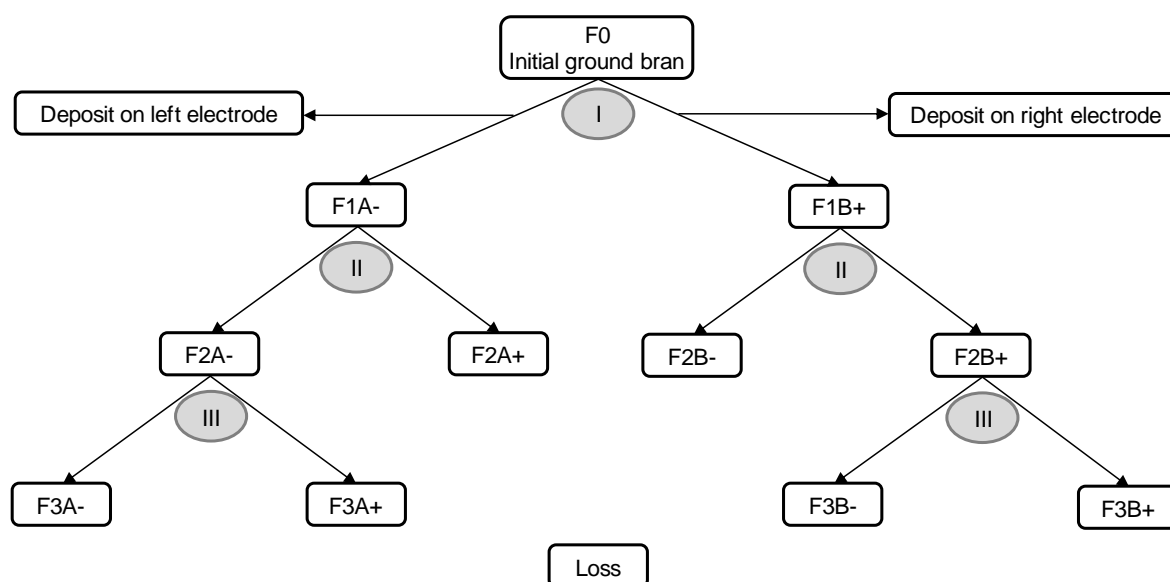 F0
Initial ground bran
Deposit on left electrode
I
Deposit on right electrode
F1A-
F1B+
II
II
F2A-
F2A+
F2B-
F2B+
III
III
F3A-
F3A+
F3B-
F3B+
Loss